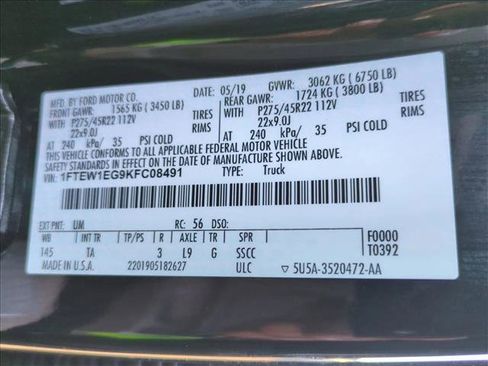 MFD. BY FORD MOTOR CO. DATE: 05/19 GVWR: 3062 KG ( 6750 LB)
FRONT GAWR: 1565 KG ( 3450 LB) REAR GAWR: 1724 KG ( 3800 LB)
WITH P275/45R22 112V TIRES WITH P275/45R22 112V TIRES
22x9.0J RIMS 22x9.0J RIMS
AT 240 kPa/ 35 PSI COLD AT 240 kPa/ 35 PSI COLD
THIS VEHICLE CONFORMS TO ALL APPLICABLE FEDERAL MOTOR VEHICLE
SAFETY STANDARDS IN EFFECT ON THE DATE OF MANUFACTURE SHOWN ABOVE.
VIN: 1FTEW1EG9KFC08491 TYPE: Truck
EXT PNT: UM RC: 56 DSO: F0000
WB INT TR TP/PS R AXLE TR SPR T0392
145 TA 3 L9 G SSCC
MADE IN U.S.A. 2201905182627 ULC 5U5A-3520472-AA